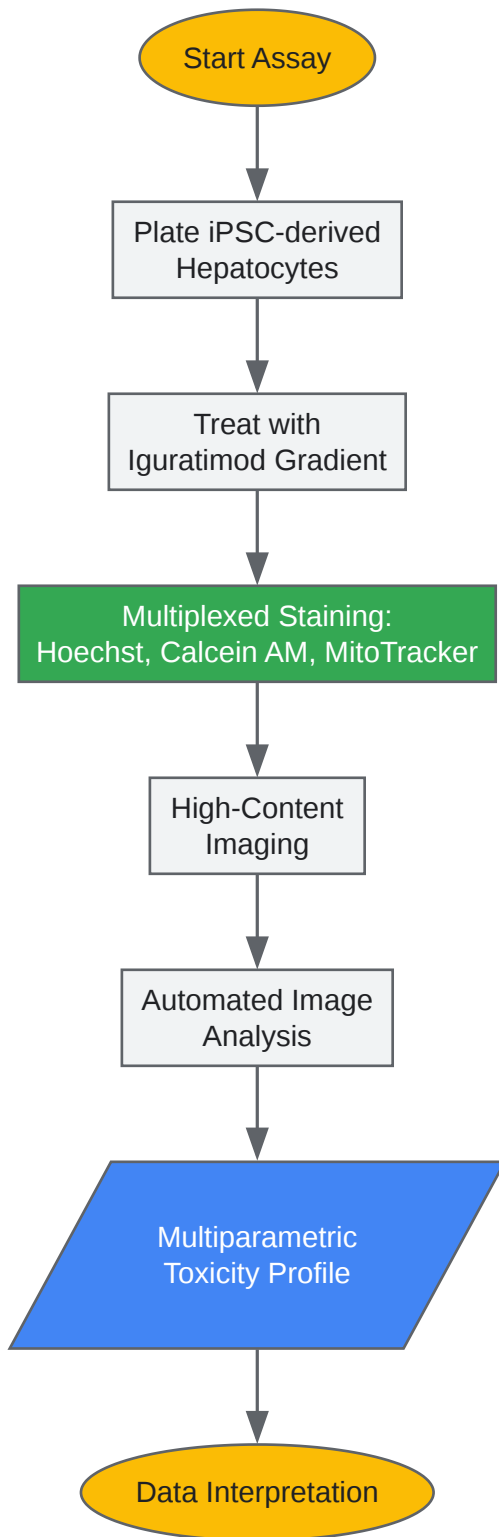 Start Assay
Plate iPSC-derived
Hepatocytes
Treat with
Iguratimod Gradient
Multiplexed Staining:
Hoechst, Calcein AM, MitoTracker
High-Content
Imaging
Automated Image
Analysis
Multiparametric
Toxicity Profile
Data Interpretation